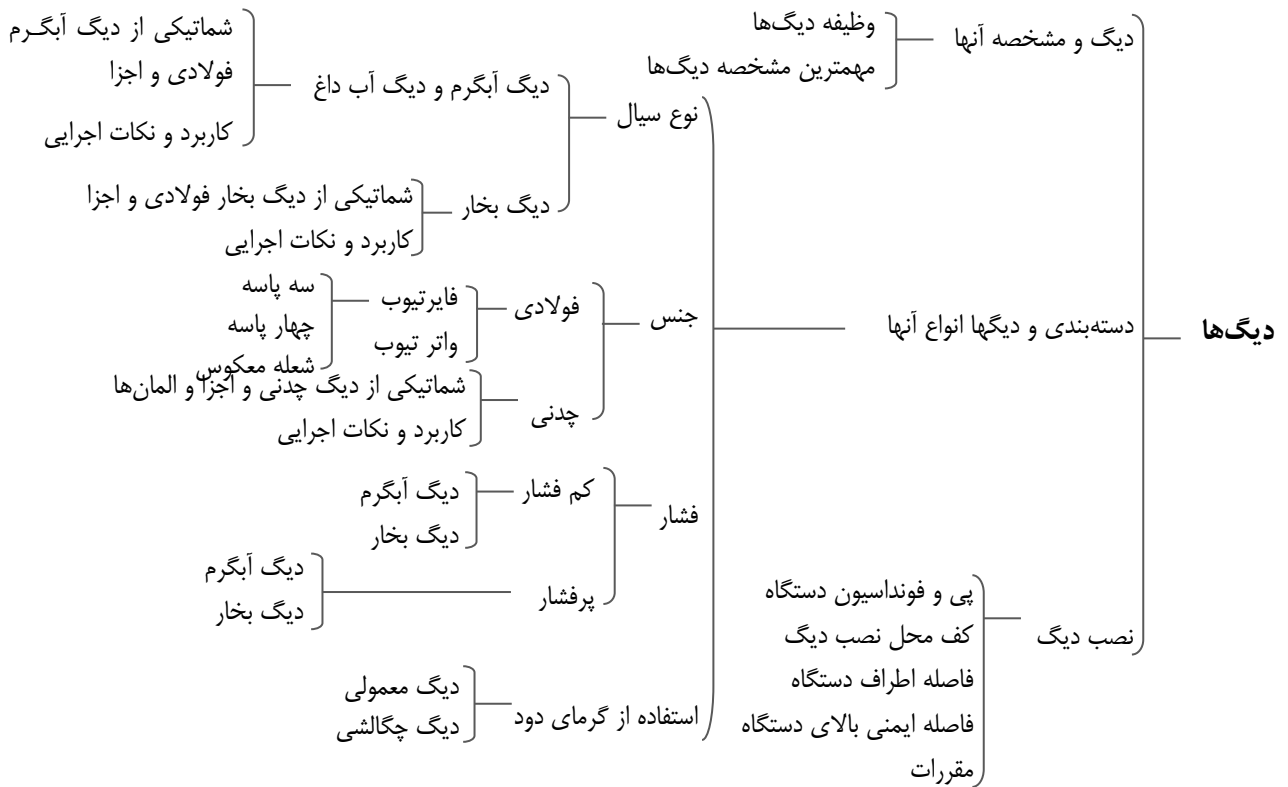 دیگ‌ها
دیگ و مشخصه آنها
وظیفه دیگ‌ها
مهمترین مشخصه دیگ‌ها
دسته‌بندی و دیگها انواع آنها
نوع سیال
دیگ آبگرم و دیگ آب داغ
شماتیکی از دیگ آبگـرم
فولادی و اجزا
کاربرد و نکات اجرایی
دیگ بخار
شماتیکی از دیگ بخار فولادی و اجزا
کاربرد و نکات اجرایی
جنس
فولادی
فایرتیوب
سه پاسه
چهار پاسه
شعله معکوس
واتر تیوب
چدنی
شماتیکی از دیگ چدنی و اجزا و المان‌ها
کاربرد و نکات اجرایی
فشار
کم فشار
دیگ آبگرم
دیگ بخار
پرفشار
دیگ آبگرم
دیگ بخار
استفاده از گرمای دود
دیگ معمولی
دیگ چگالشی
نصب دیگ
پی و فونداسیون دستگاه
کف محل نصب دیگ
فاصله اطراف دستگاه
فاصله ایمنی بالای دستگاه
مقررات